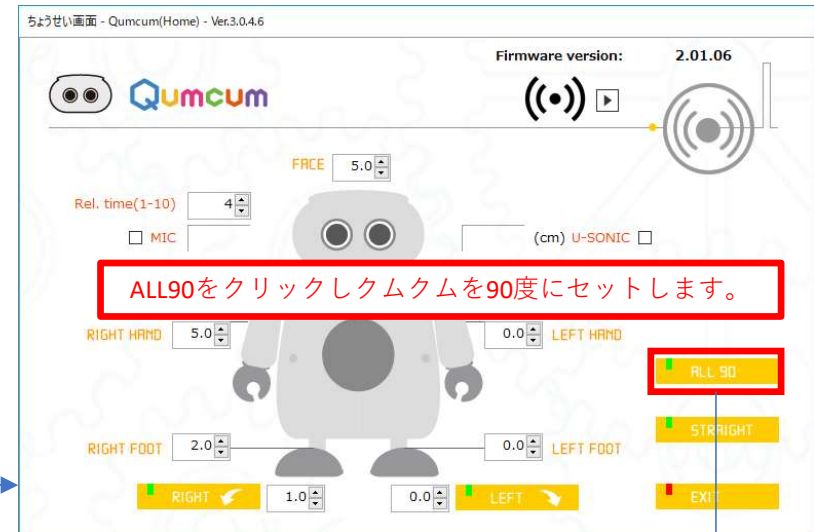 ちょうせい画面 - Qumcum(Home) - Ver.3.0.4.6
Firmware version: 2.01.06
Qumcum
FACE 5.0
Rel. time(1-10) 4
MIC (cm) U-SONIC
ALL90をクリックしクムクムを90度にセットします。
RIGHT HAND 5.0 0.0 LEFT HAND
ALL 90
STRAIGHT
RIGHT FOOT 2.0 0.0 LEFT FOOT
RIGHT 1.0 0.0 LEFT EXIT